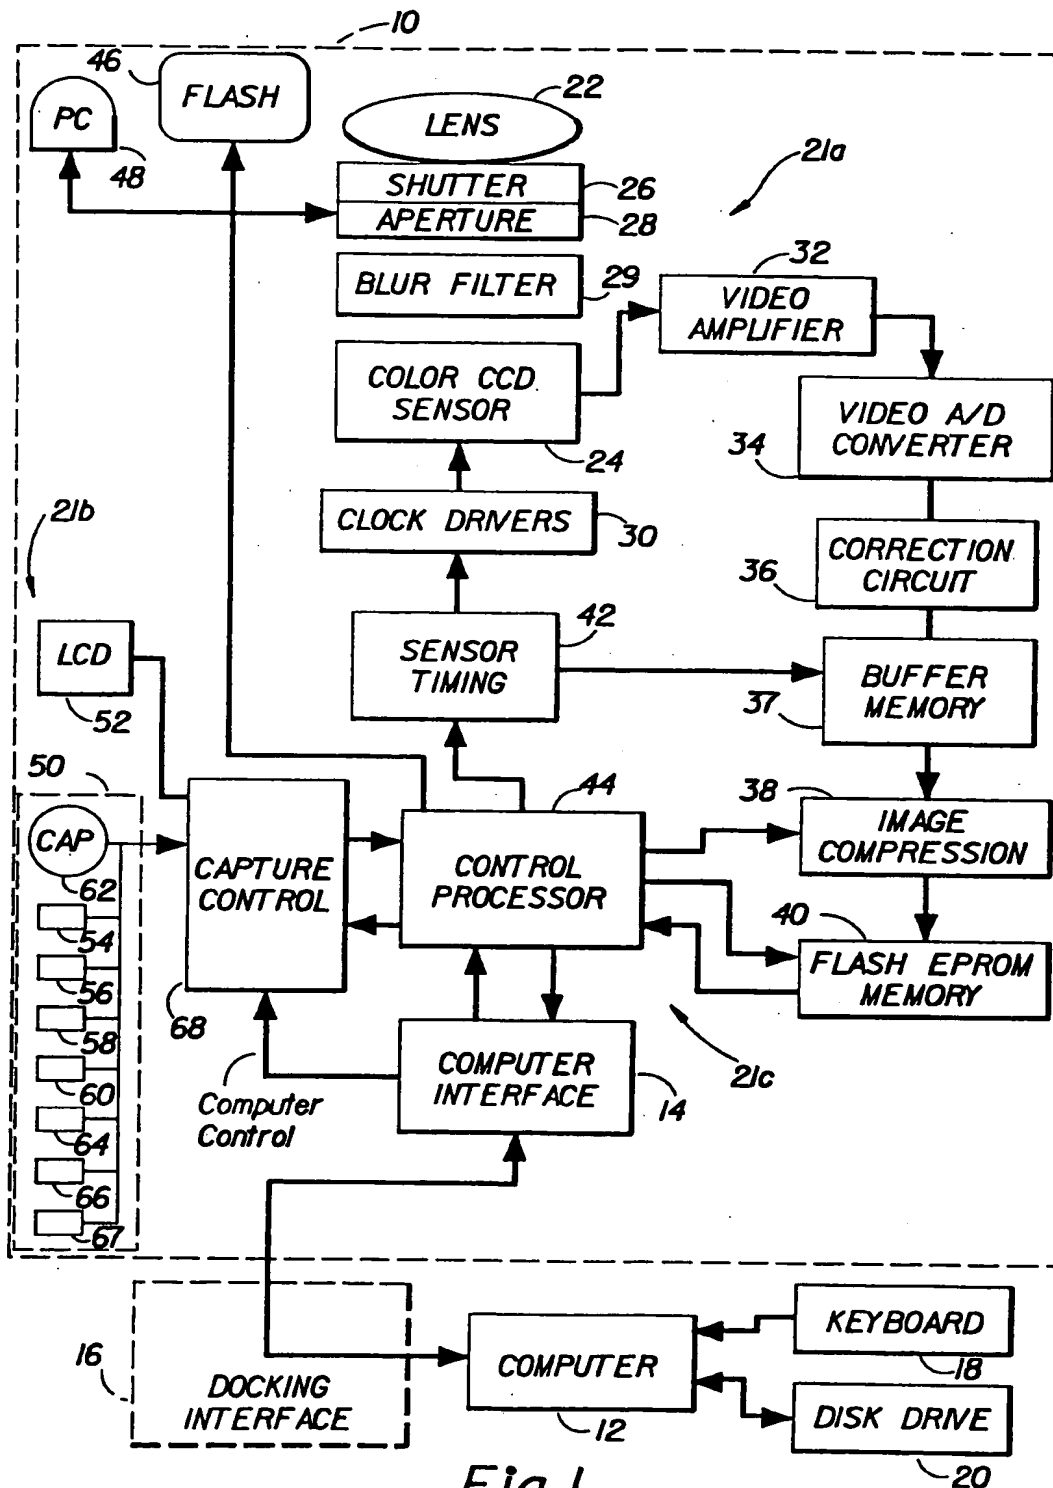 10
46
FLASH
PC
48
22
LENS
SHUTTER
26
APERTURE
28
21a
BLUR FILTER
29
32
VIDEO
AMPLIFIER
COLOR CCD
SENSOR
24
VIDEO A/D
CONVERTER
34
21b
CLOCK DRIVERS
30
CORRECTION
CIRCUIT
36
LCD
52
SENSOR
TIMING
42
BUFFER
MEMORY
37
50
CAP
62
54
56
58
60
64
66
67
CAPTURE
CONTROL
68
44
CONTROL
PROCESSOR
38
IMAGE
COMPRESSION
40
FLASH EPROM
MEMORY
21c
Computer
Control
COMPUTER
INTERFACE
14
16
DOCKING
INTERFACE
COMPUTER
12
KEYBOARD
18
DISK DRIVE
20
Fig. 1